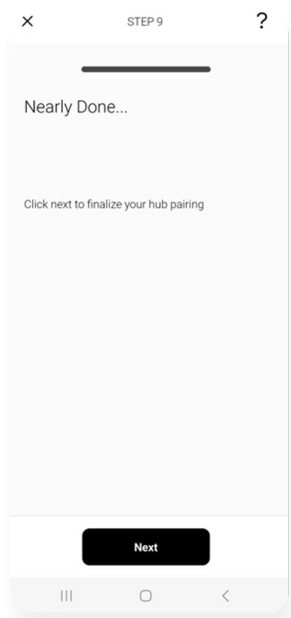 STEP 9
?
Nearly Done...
Click next to finalize your hub pairing
Next